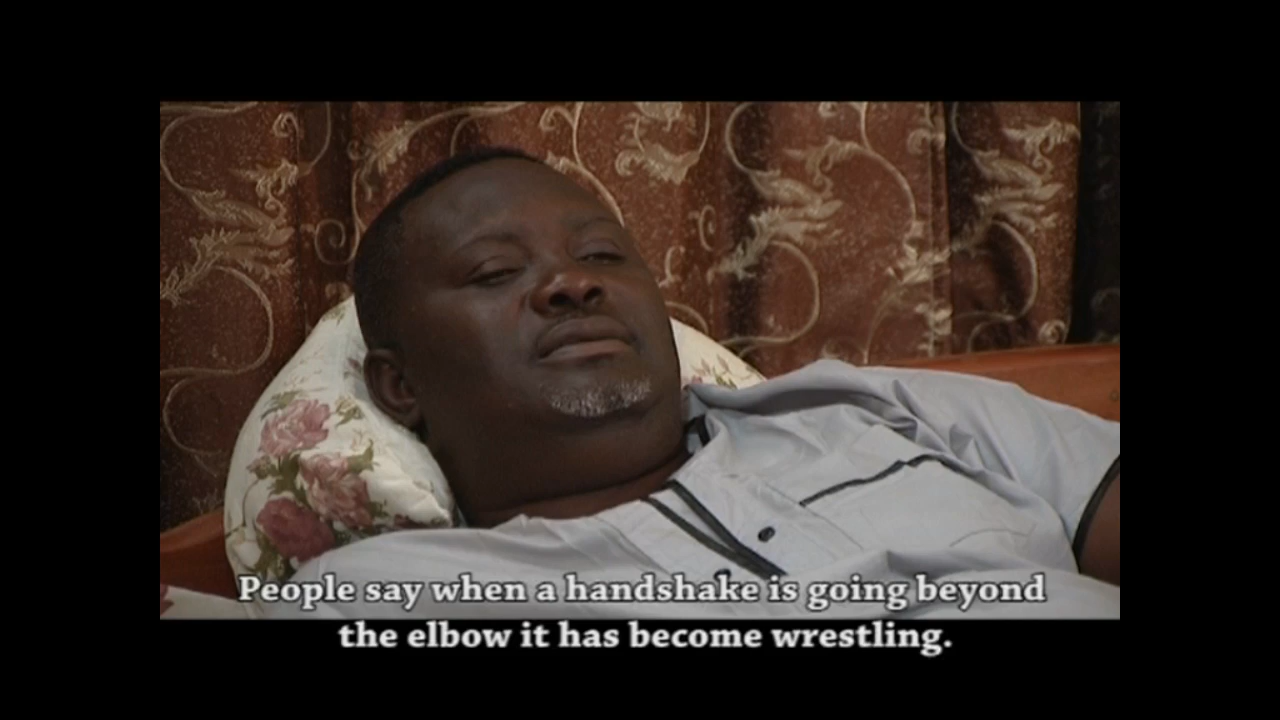 People say when a handshake is going beyond
the elbow it has become wrestling.